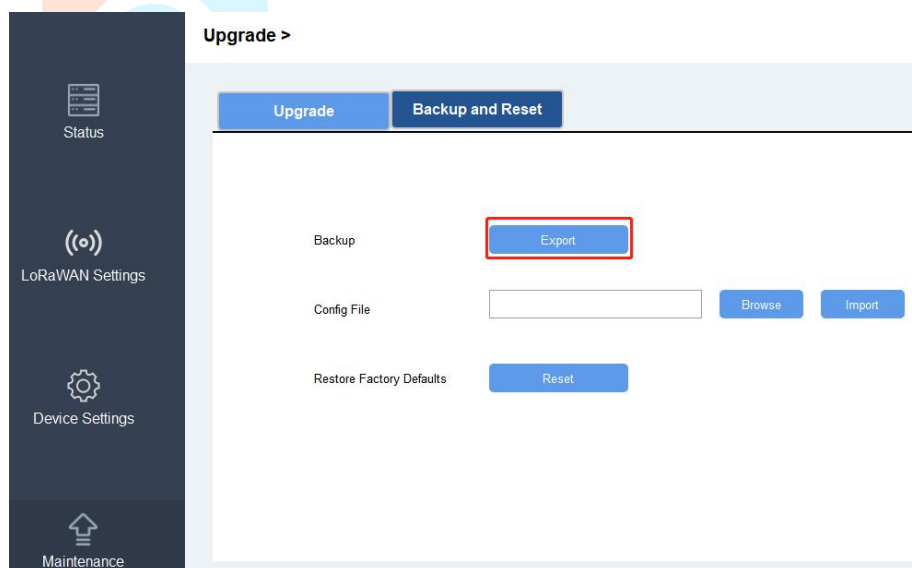 Upgrade >
Status
LoRaWAN Settings
Device Settings
Maintenance
Upgrade
Backup and Reset
Backup
Export
Config File
Browse
Import
Restore Factory Defaults
Reset